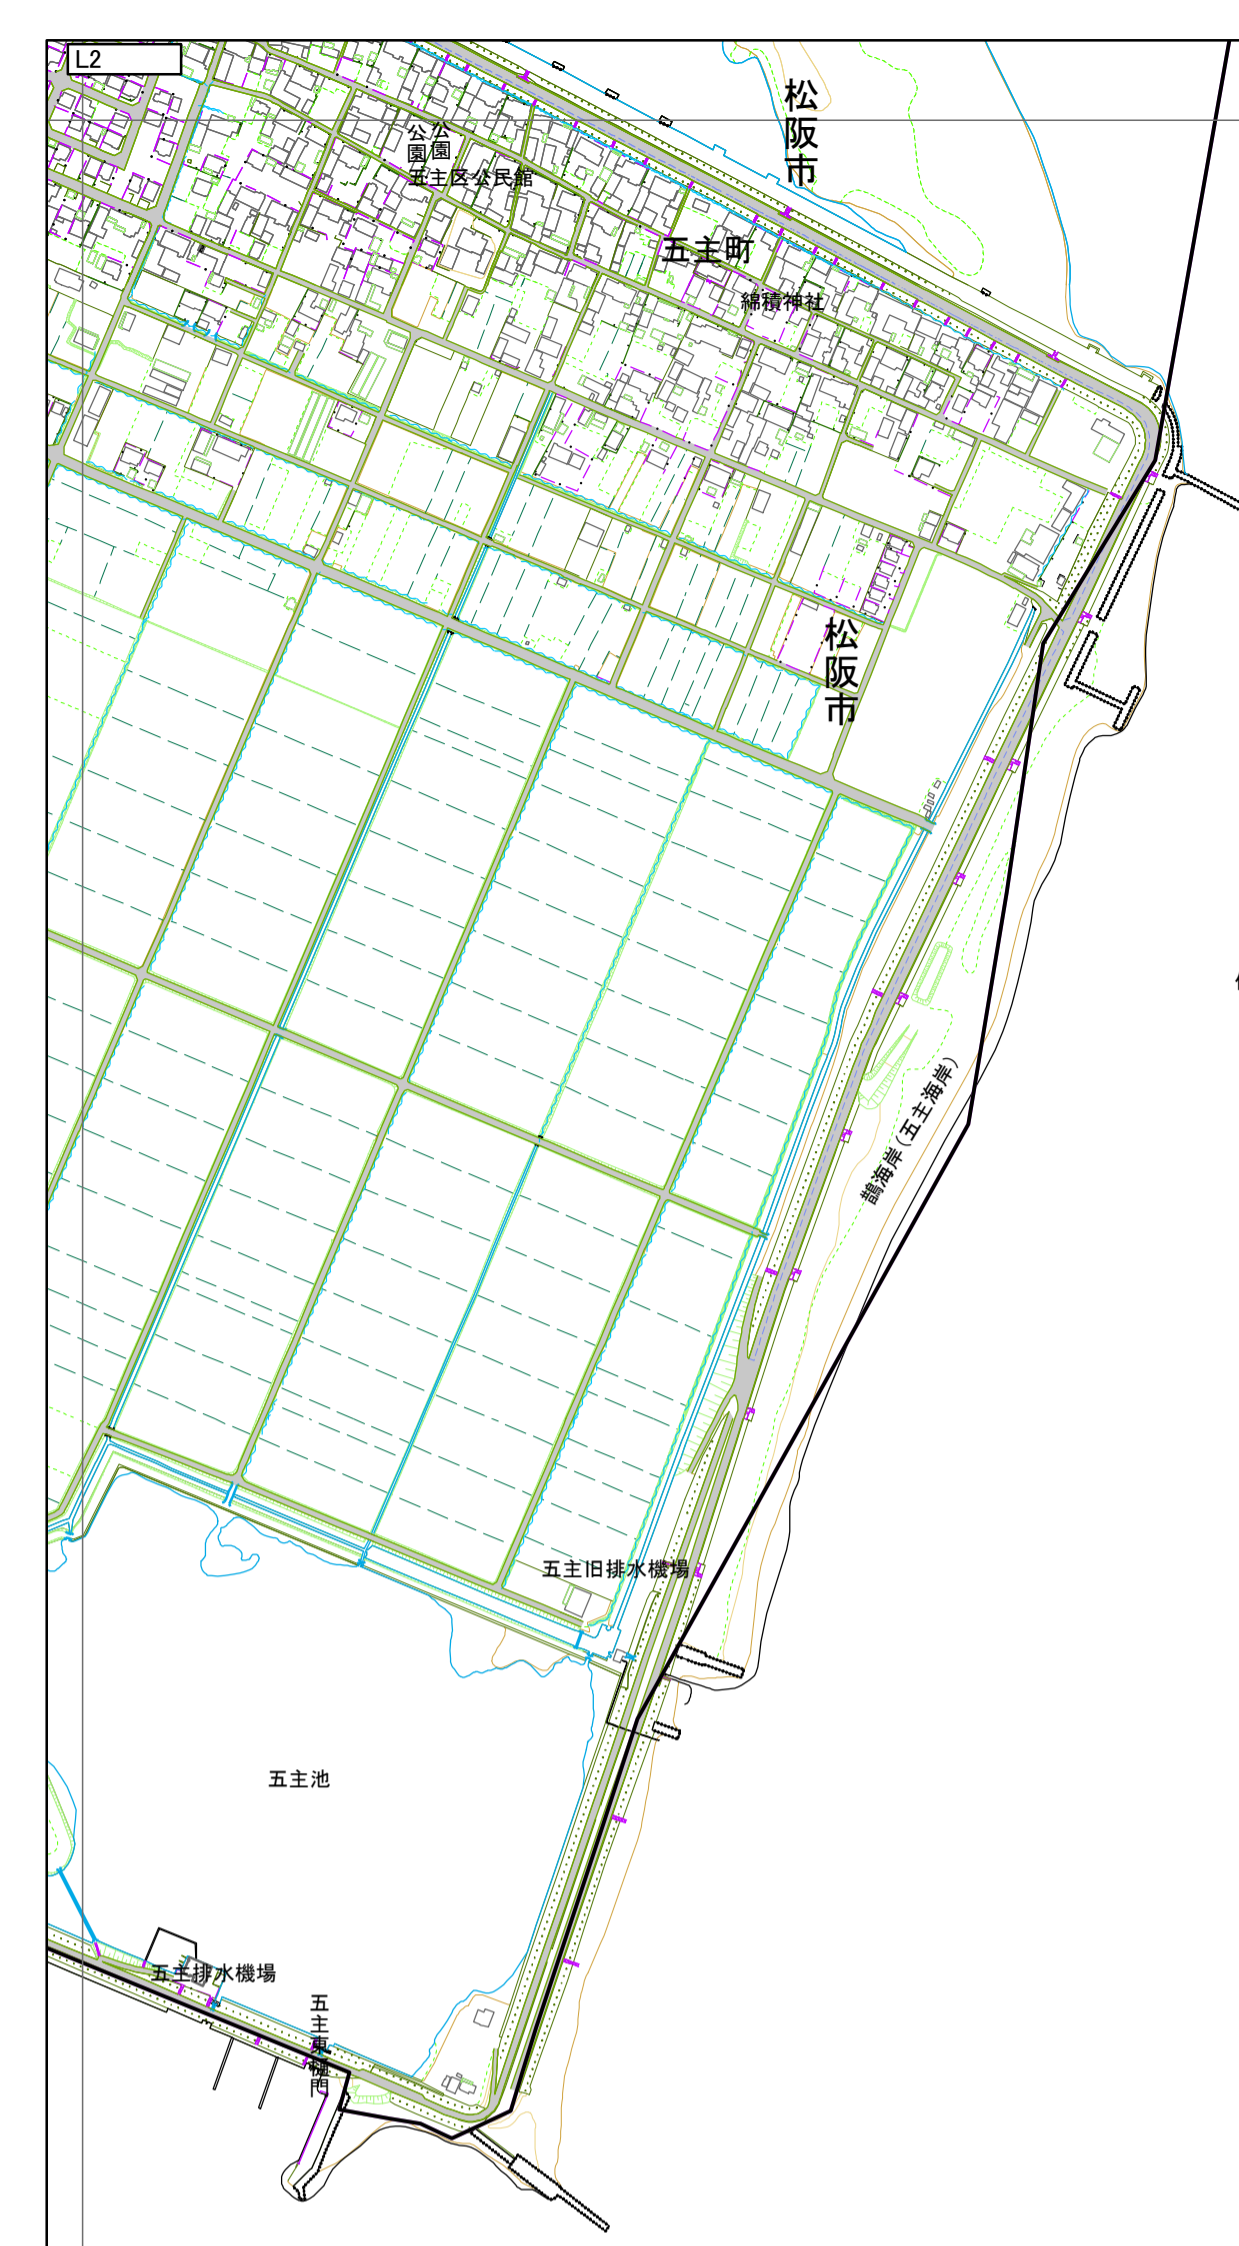 L2
松阪市
公園
公園
五主区公民館
五主町
綿積神社
松阪市
鵲海岸(五主海岸)
五主旧排水機場
五主池
五主排水機場
五主東樋門